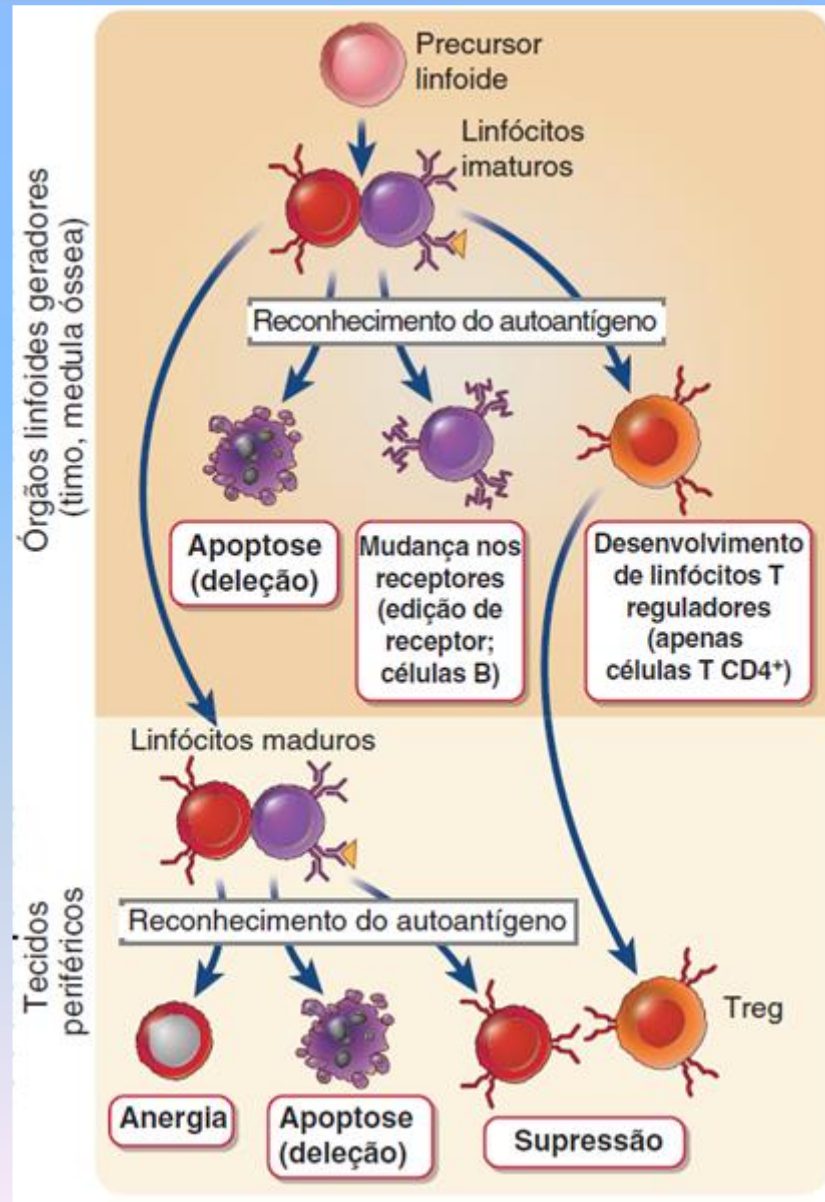 Precursor
linfoide
Linfócitos
imaturos
Órgãos linfoides geradores
(timo, medula óssea)
Reconhecimento do autoantígeno
Apoptose
(deleção)
Mudança nos
receptores
(edição de
receptor;
células B)
Desenvolvimento
de linfócitos T
reguladores
(apenas
células T CD4⁺)
Linfócitos maduros
Tecidos
periféricos
Reconhecimento do autoantígeno
Treg
Anergia
Apoptose
(deleção)
Supressão